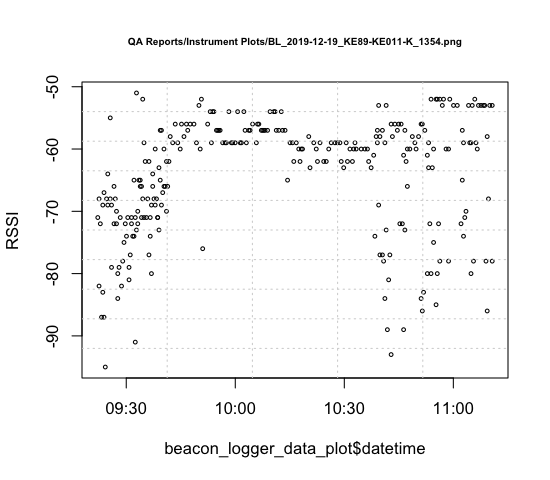 QA Reports/Instrument Plots/BL_2019-12-19_KE89-KE011-K_1354.png
-50
-60
-70
-80
-90
RSSI
09:30 10:00 10:30 11:00
beacon_logger_data_plot$datetime